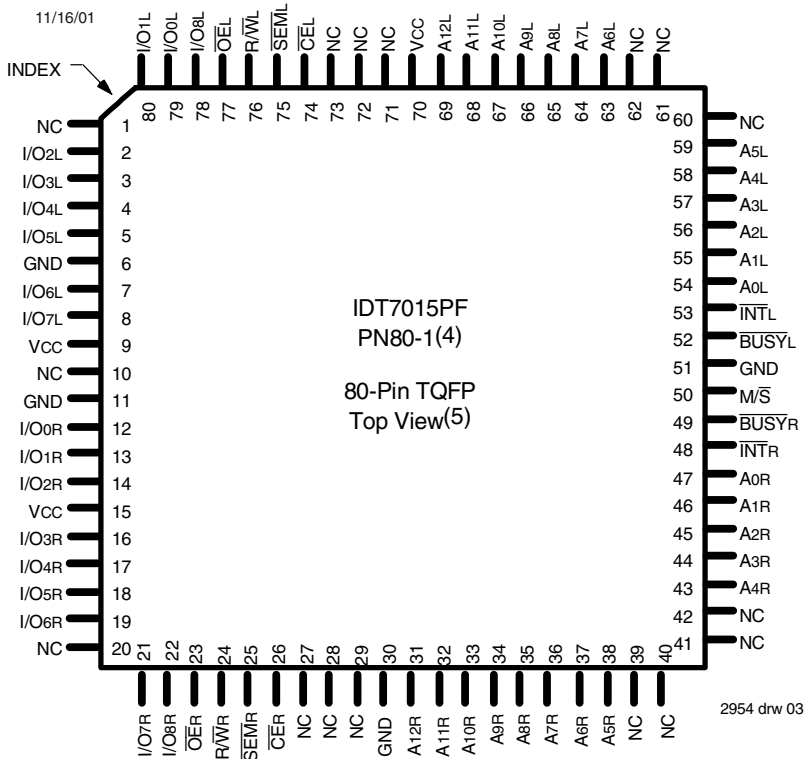 11/16/01
INDEX
I/O1L
I/O0L
I/O8L
OEL
R/WL
SEML
CEL
NC
NC
NC
VCC
A12L
A11L
A10L
A9L
A8L
A7L
A6L
NC
NC
80
79
78
77
76
75
74
73
72
71
70
69
68
67
66
65
64
63
62
61
NC 1
I/O2L 2
I/O3L 3
I/O4L 4
I/O5L 5
GND 6
I/O6L 7
I/O7L 8
VCC 9
NC 10
GND 11
I/O0R 12
I/O1R 13
I/O2R 14
VCC 15
I/O3R 16
I/O4R 17
I/O5R 18
I/O6R 19
NC 20
IDT7015PF
PN80-1(4)
80-Pin TQFP
Top View(5)
60 NC
59 A5L
58 A4L
57 A3L
56 A2L
55 A1L
54 A0L
53 INTL
52 BUSYL
51 GND
50 M/S
49 BUSYR
48 INTR
47 A0R
46 A1R
45 A2R
44 A3R
43 A4R
42 NC
41 NC
21
22
23
24
25
26
27
28
29
30
31
32
33
34
35
36
37
38
39
40
I/O7R
I/O8R
OER
R/WR
SEMR
CER
NC
NC
NC
GND
A12R
A11R
A10R
A9R
A8R
A7R
A6R
A5R
NC
NC
2954 drw 03